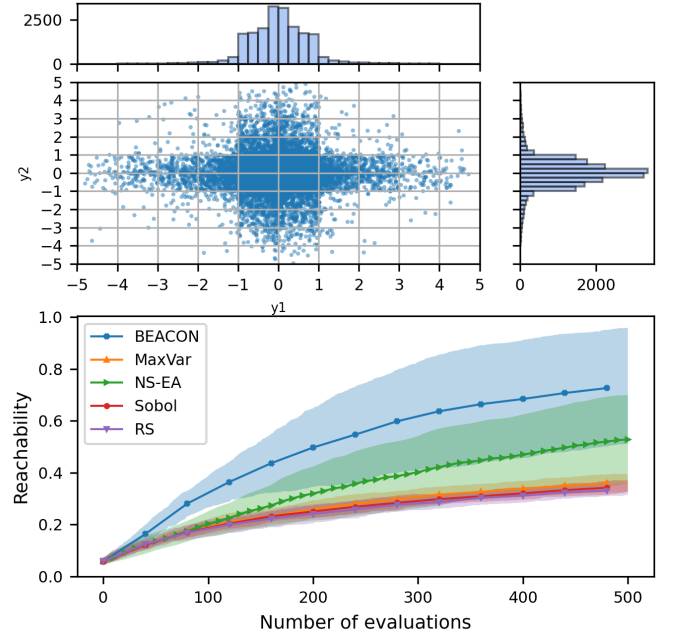 2500
0
5
4
3
2
1
0
−1
−2
−3
−4
−5
y2
−5 −4 −3 −2 −1 0 1 2 3 4 5
y1
0 2000
1.0
0.8
0.6
0.4
0.2
0.0
Reachability
BEACON
MaxVar
NS-EA
Sobol
RS
0 100 200 300 400 500
Number of evaluations